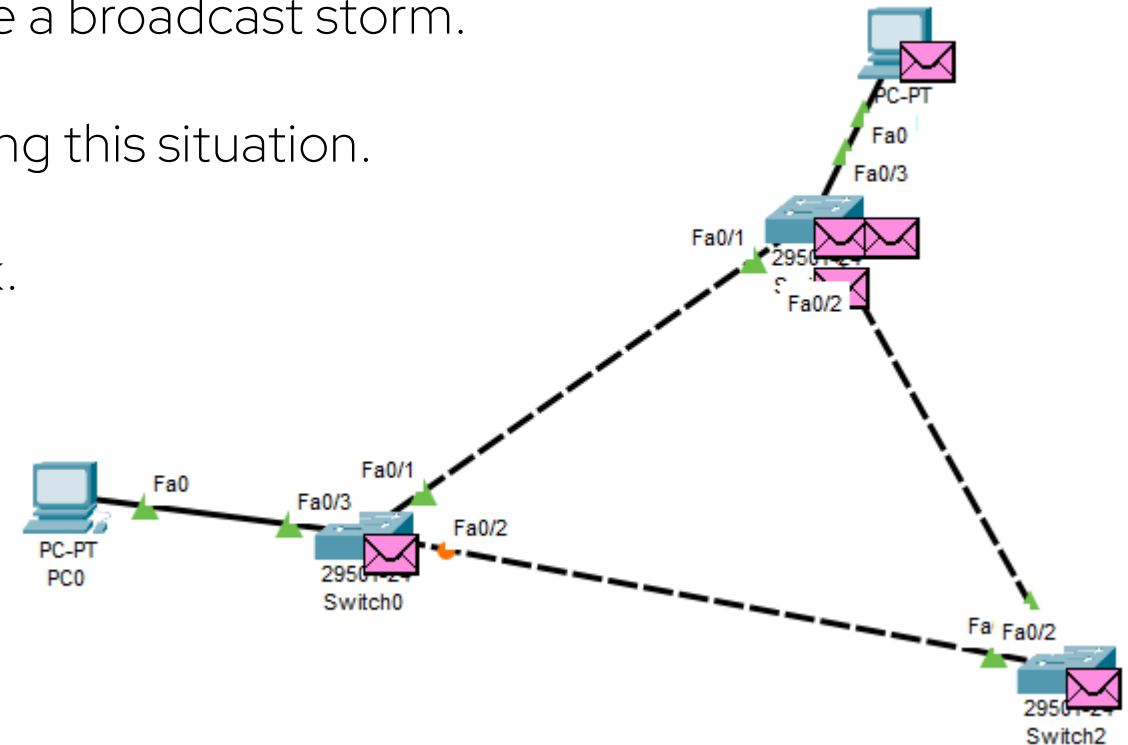 e a broadcast storm.
ng this situation.
PC-PT
Fa0
Fa0/3
Fa0/1
Fa0/2
Fa0/1
Fa0
Fa0/3
Fa0/2
PC-PT
PC0
Switch0
Fa
Fa0/2
Switch2